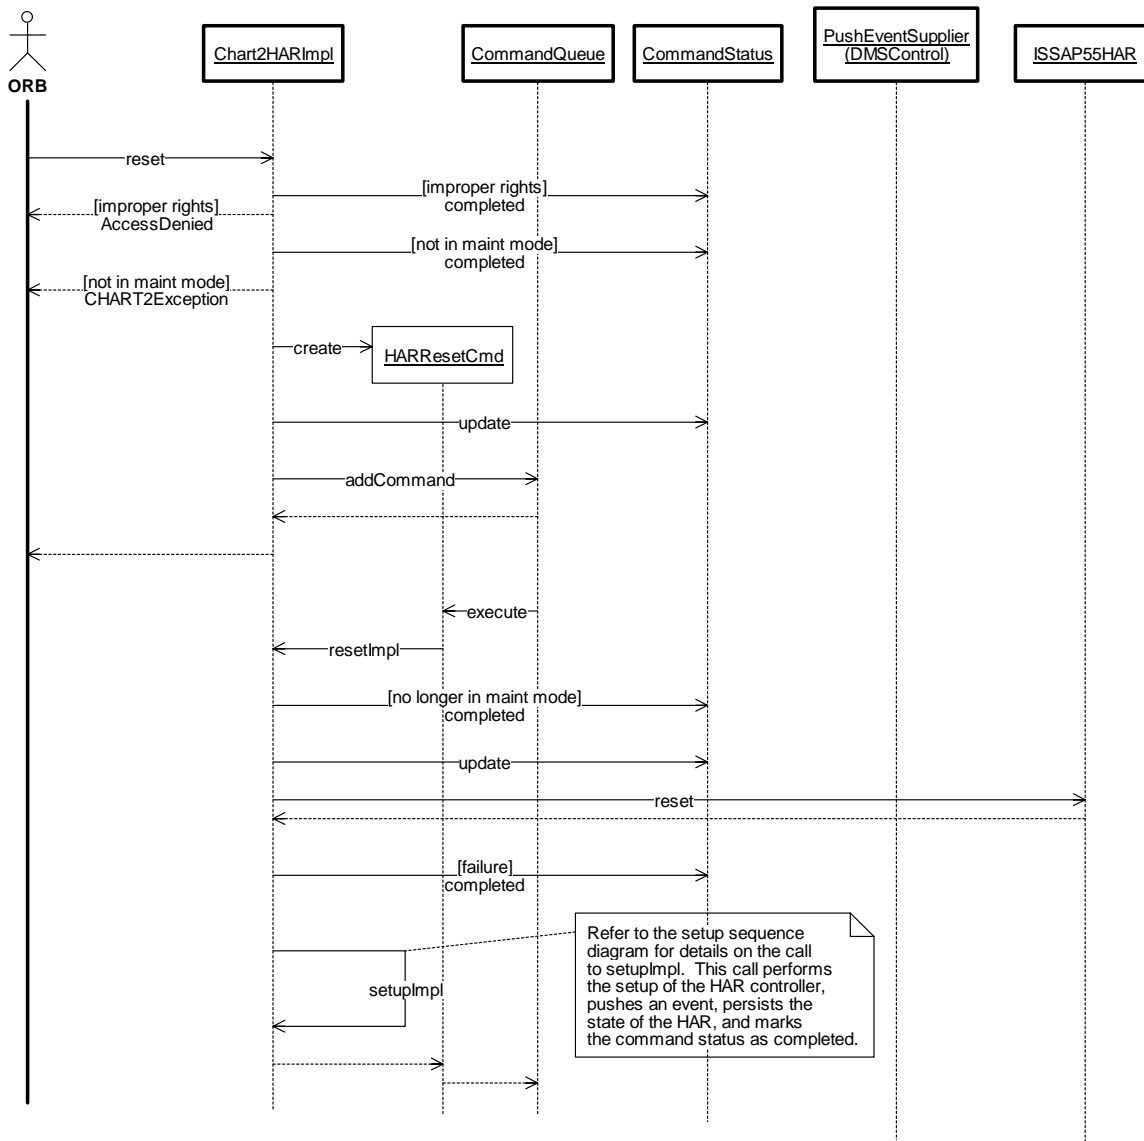 ORB
Chart2HARImpl
CommandQueue
CommandStatus
PushEventSupplier
(DMSControl)
ISSAP55HAR
reset
[improper rights]
completed
[improper rights]
AccessDenied
[not in maint mode]
completed
[not in maint mode]
CHART2Exception
create
HARResetCmd
update
addCommand
execute
resetImpl
[no longer in maint mode]
completed
update
reset
[failure]
completed
Refer to the setup sequence
diagram for details on the call
to setupImpl.  This call performs
the setup of the HAR controller,
pushes an event, persists the
state of the HAR, and marks
the command status as completed.
setupImpl